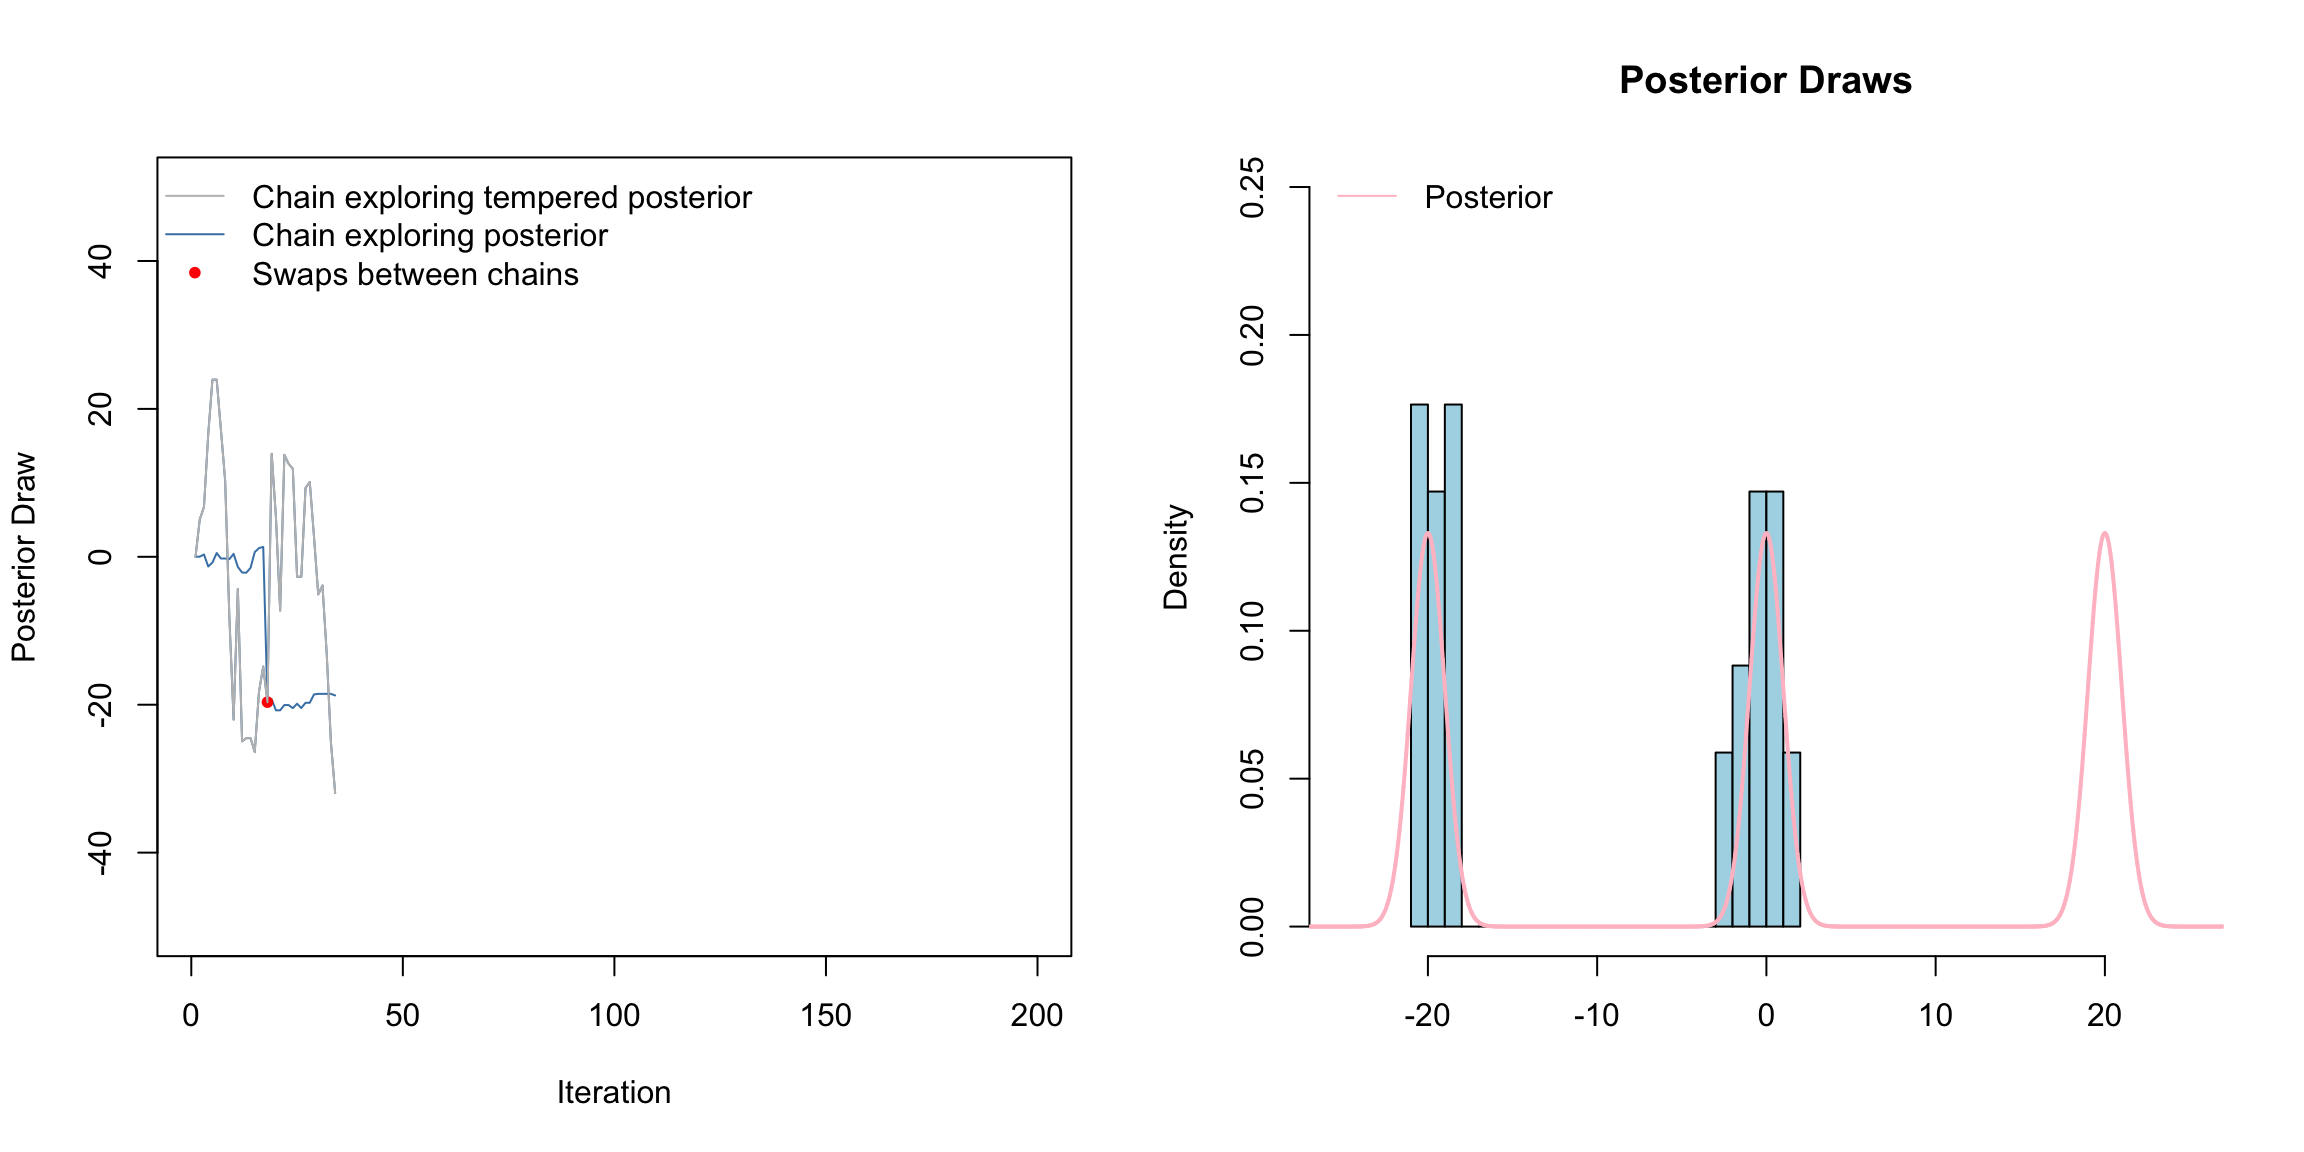 Chain exploring tempered posterior
Chain exploring posterior
Swaps between chains
Posterior Draw
40
20
0
-20
-40
0 50 100 150 200
Iteration
Posterior Draws
Posterior
Density
0.25
0.20
0.15
0.10
0.05
0.00
-20 -10 0 10 20